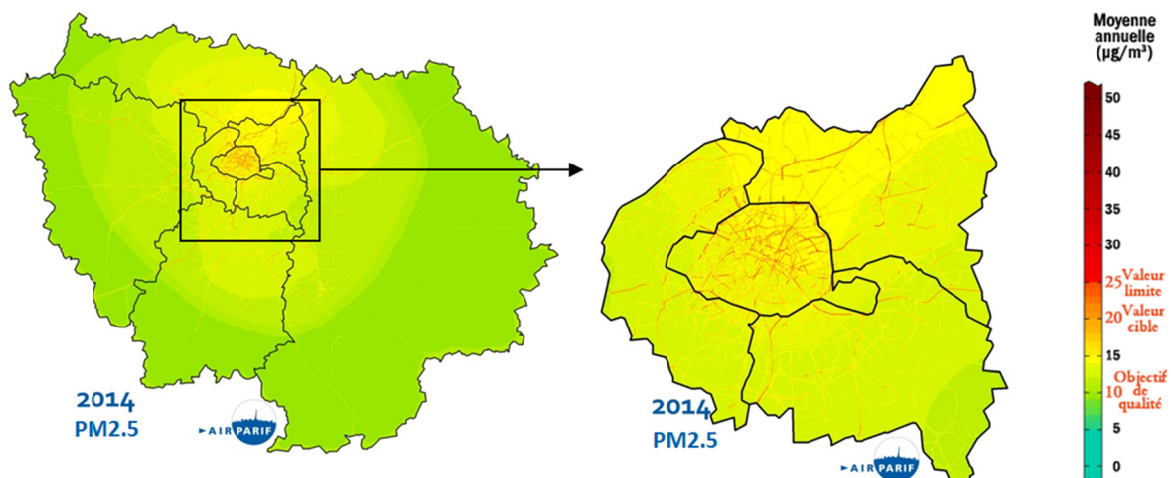 2014
PM2.5
AIRPARIF
2014
PM2.5
AIRPARIF
Moyenne
annuelle
(µg/m³)
50
45
40
35
30
25 Valeur
limite
20 Valeur
cible
15
Objectif
10 de
qualité
5
0